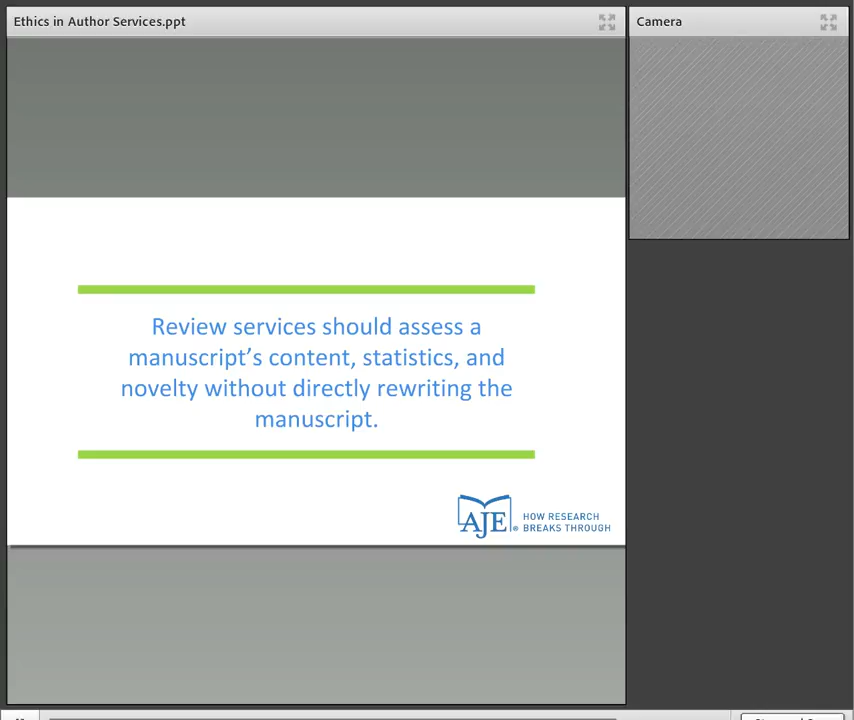 Ethics in Author Services.ppt
Camera
Review services should assess a
manuscript’s content, statistics, and
novelty without directly rewriting the
manuscript.
AJE®
HOW RESEARCH
BREAKS THROUGH